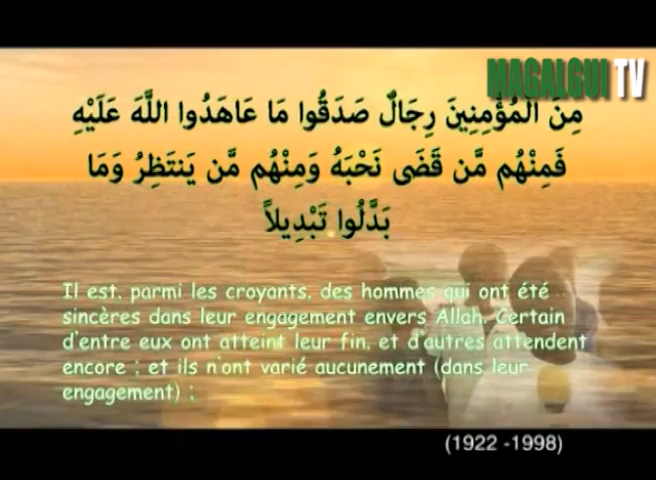 MAGALGUI TV
مِنَ الْمُؤْمِنِينَ رِجَالٌ صَدَقُوا مَا عَاهَدُوا اللَّهَ عَلَيْهِ
فَمِنْهُم مَّن قَضَى نَحْبَهُ وَمِنْهُم مَّن يَنتَظِرُ وَمَا
بَدَّلُوا تَبْدِيلاً
Il est, parmi les croyants, des hommes qui ont été
sincères dans leur engagement envers Allah. Certain
d'entre eux ont atteint leur fin, et d'autres attendent
encore ; et ils n'ont varié aucunement (dans leur
engagement) ;
(1922 -1998)